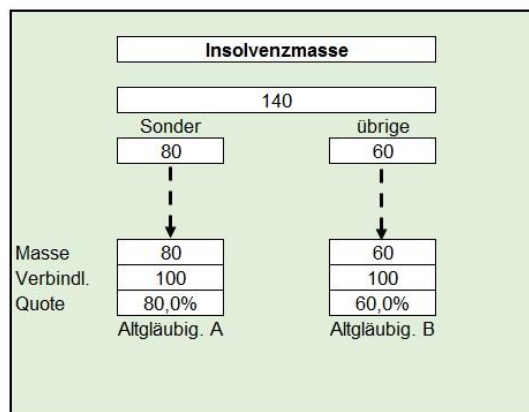 Insolvenzmasse
140
Sonder übrige
80 60
Masse 80 60
Verbindl. 100 100
Quote 80,0% 60,0%
Altgläubig. A Altgläubig. B